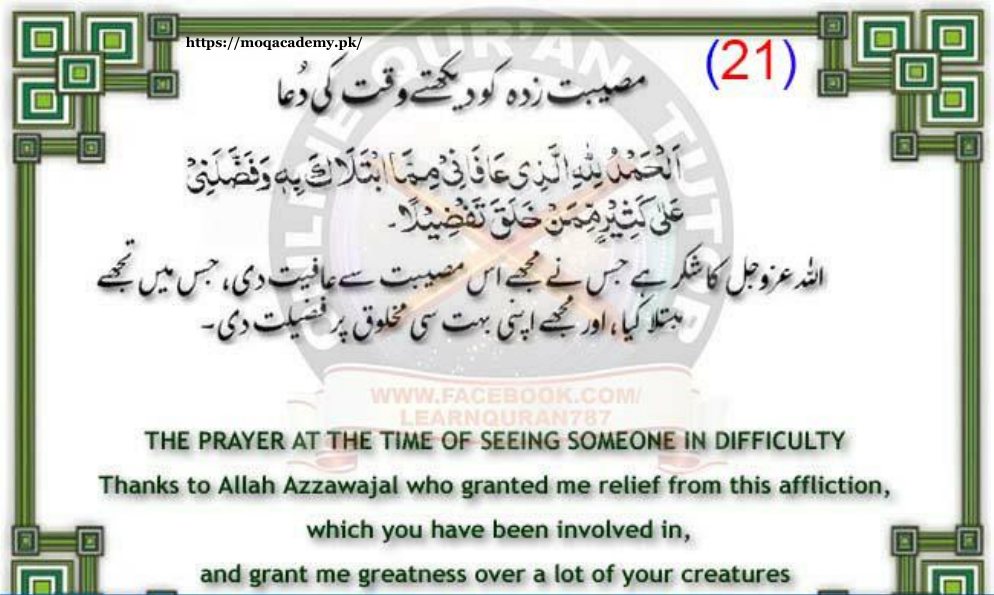 https://moqacademy.pk/
(21)
مصیبت زدہ کو دیکھتے وقت کی دُعا
اَلْحَمْدُ لِلّٰهِ الَّذِیْ عَافَانِیْ مِمَّا ابْتَلَاكَ بِهٖ وَفَضَّلَنِیْ
عَلٰی كَثِیْرٍ مِّمَّنْ خَلَقَ تَفْضِیْلًا۔
اللہ عزوجل کا شکر ہے جس نے مجھے اس مصیبت سے عافیت دی، جس میں تجھے
مبتلا کیا، اور مجھے اپنی بہت سی مخلوق پر فضیلت دی۔
WWW.FACEBOOK.COM/
LEARNQURAN787
THE PRAYER AT THE TIME OF SEEING SOMEONE IN DIFFICULTY
Thanks to Allah Azzawajal who granted me relief from this affliction,
which you have been involved in,
and grant me greatness over a lot of your creatures